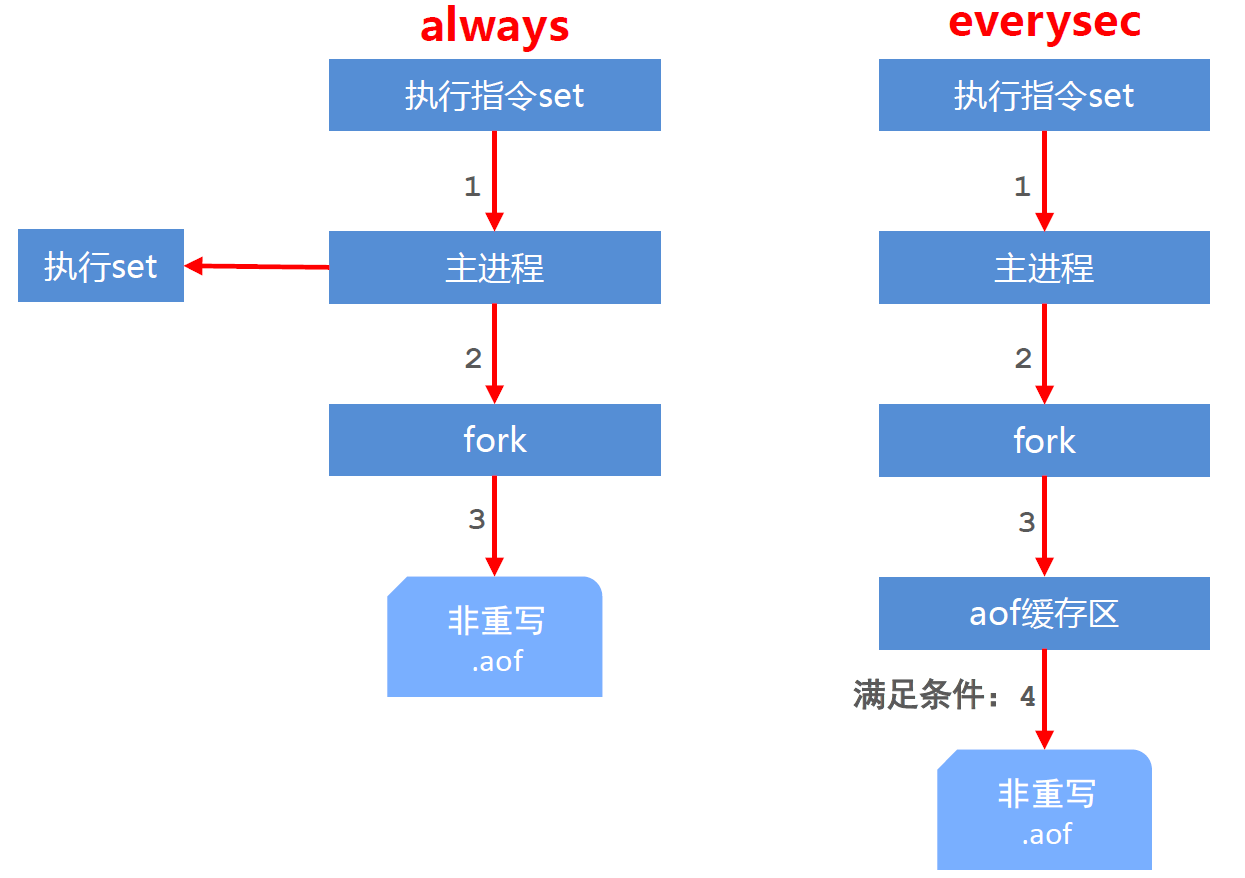 always
执行指令set
1
执行set
主进程
2
fork
3
非重写
.aof
everysec
执行指令set
1
主进程
2
fork
3
aof缓存区
满足条件：4
非重写
.aof